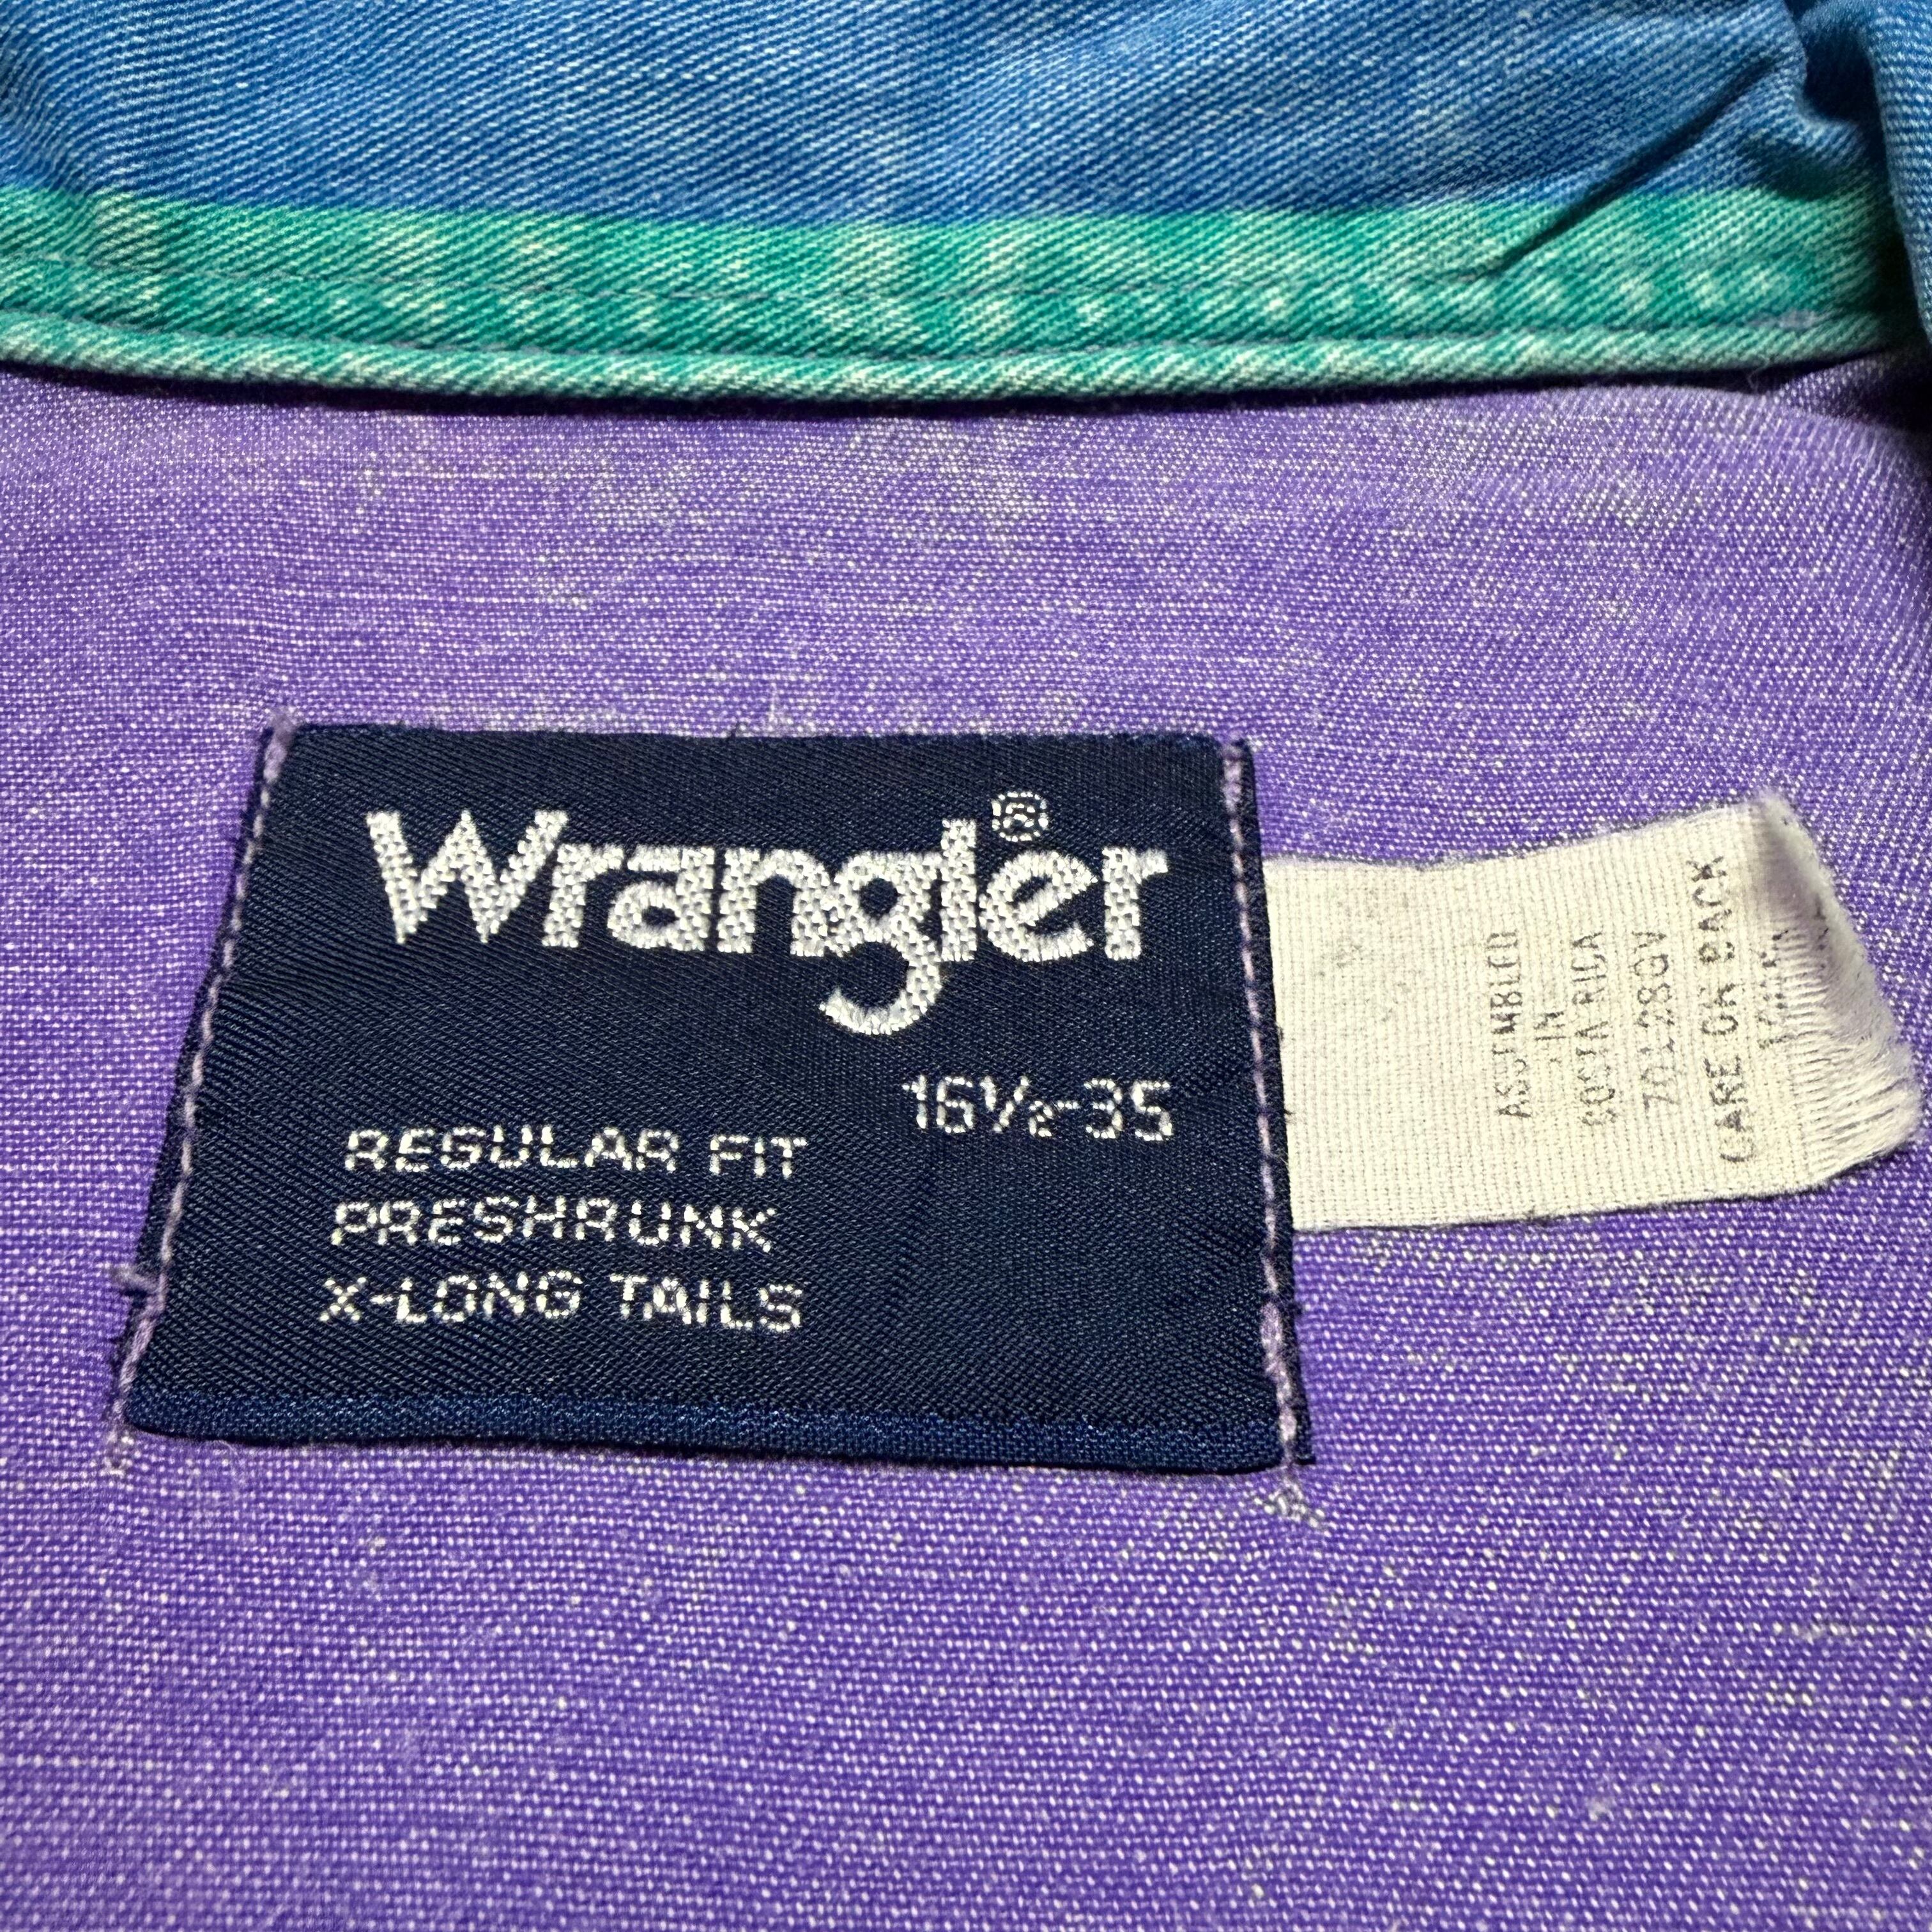 Wrangler®
16½-35
REGULAR FIT
PRESHRUNK
X-LONG TAILS
ASSEMBLED
IN
COSTA RICA
70128GV
CARE ON BACK